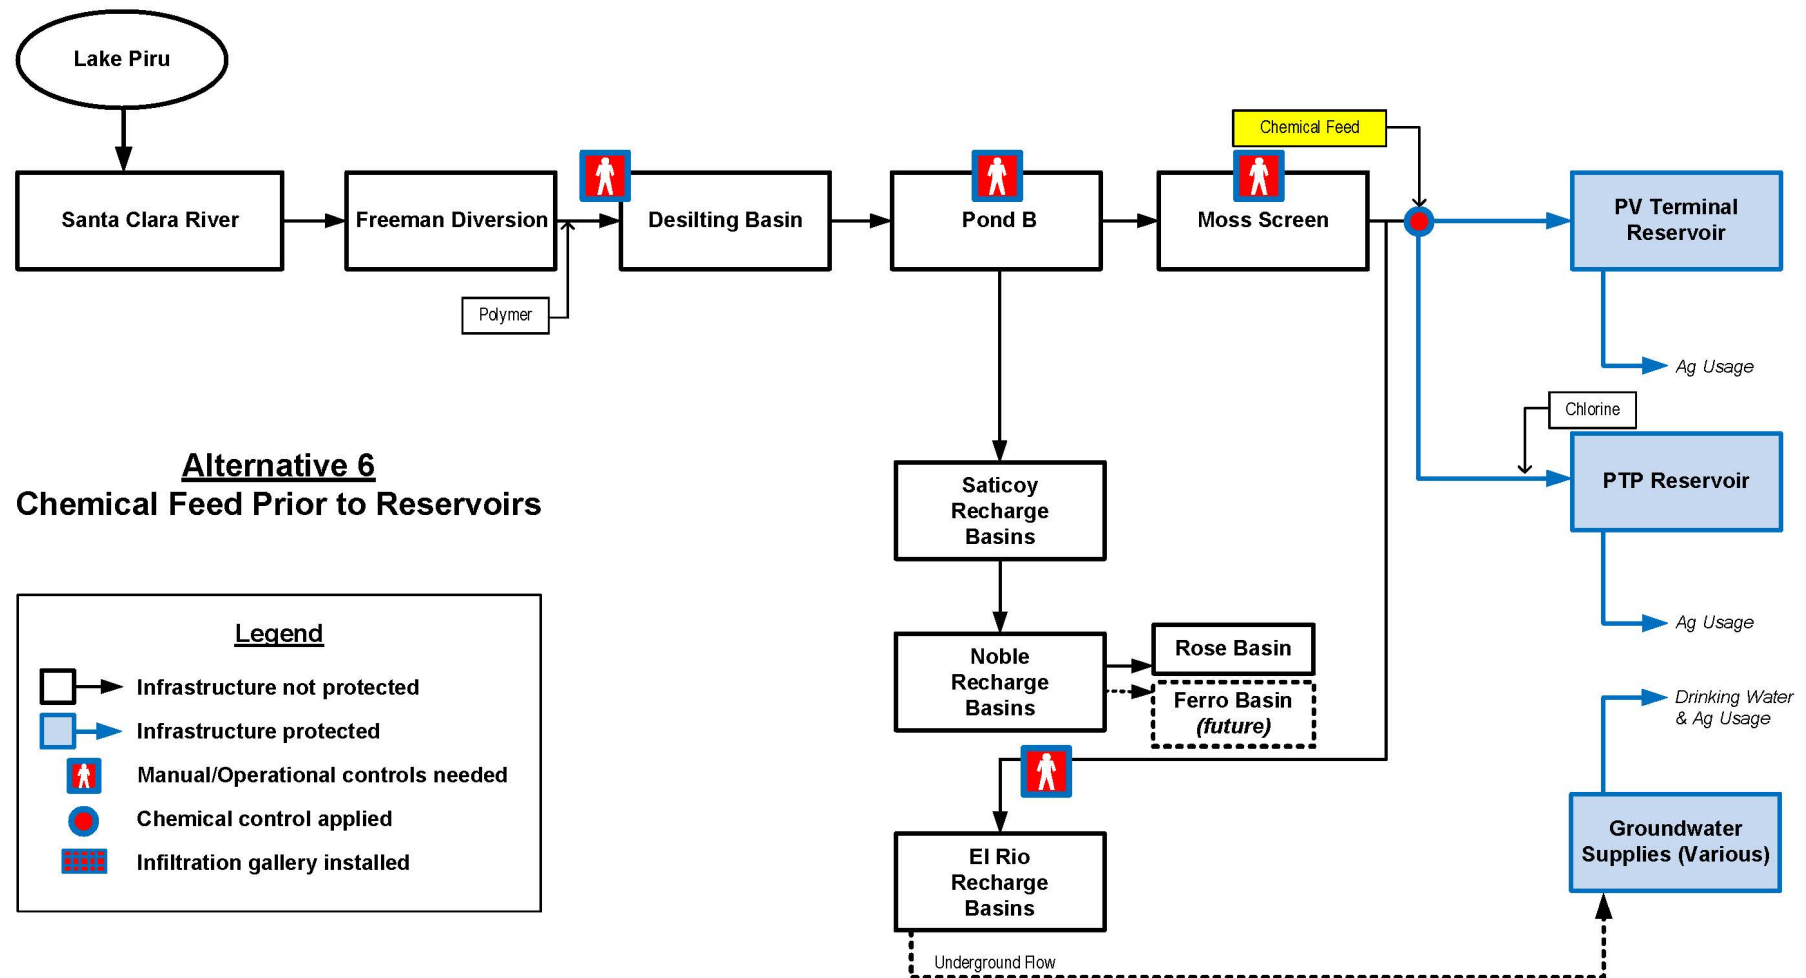 Lake Piru
Chemical Feed
Santa Clara River
Freeman Diversion
Desilting Basin
Pond B
Moss Screen
PV Terminal
Reservoir
Polymer
Ag Usage
Chlorine
Alternative 6
Chemical Feed Prior to Reservoirs
Saticoy
Recharge
Basins
PTP Reservoir
Ag Usage
Legend
Infrastructure not protected
Infrastructure protected
Manual/Operational controls needed
Chemical control applied
Infiltration gallery installed
Noble
Recharge
Basins
Rose Basin
Ferro Basin
(future)
Drinking Water
& Ag Usage
El Rio
Recharge
Basins
Groundwater
Supplies (Various)
Underground Flow